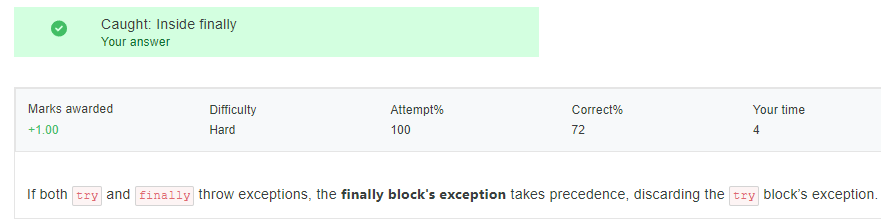 Caught: Inside finally
Your answer
Marks awarded Difficulty Attempt% Correct% Your time
+1.00 Hard 100 72 4
If both try and finally throw exceptions, the finally block's exception takes precedence, discarding the try block’s exception.